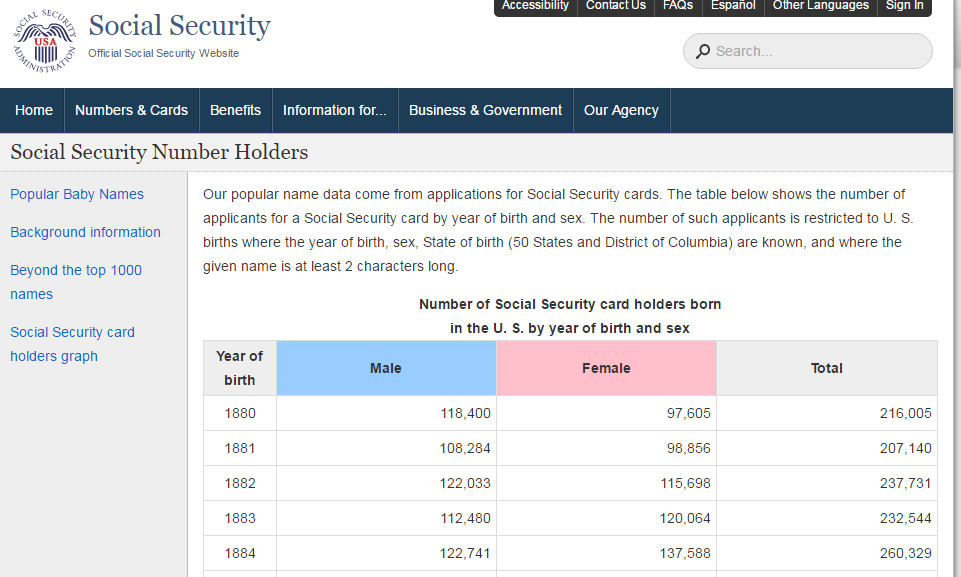 Accessibility Contact Us FAQs Español Other Languages Sign In
SOCIAL SECURITY ADMINISTRATION
USA
Social Security
Official Social Security Website
Search...
Home Numbers & Cards Benefits Information for... Business & Government Our Agency
Social Security Number Holders
Popular Baby Names
Background information
Beyond the top 1000
names
Social Security card
holders graph
Our popular name data come from applications for Social Security cards. The table below shows the number of
applicants for a Social Security card by year of birth and sex. The number of such applicants is restricted to U. S.
births where the year of birth, sex, State of birth (50 States and District of Columbia) are known, and where the
given name is at least 2 characters long.
Number of Social Security card holders born
in the U. S. by year of birth and sex
Year of
birth
Male Female Total
1880 118,400 97,605 216,005
1881 108,284 98,856 207,140
1882 122,033 115,698 237,731
1883 112,480 120,064 232,544
1884 122,741 137,588 260,329